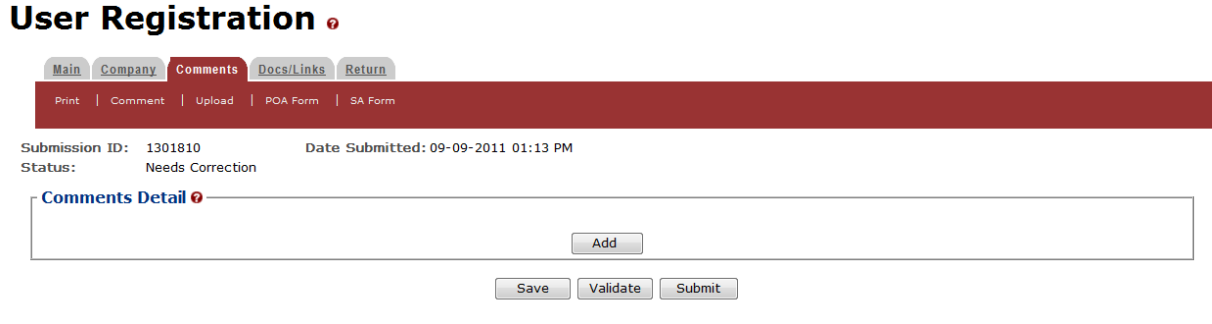 User Registration ?
Main Company Comments Docs/Links Return
Print | Comment | Upload | POA Form | SA Form
Submission ID: 1301810 Date Submitted: 09-09-2011 01:13 PM
Status: Needs Correction
Comments Detail ?
Add
Save Validate Submit